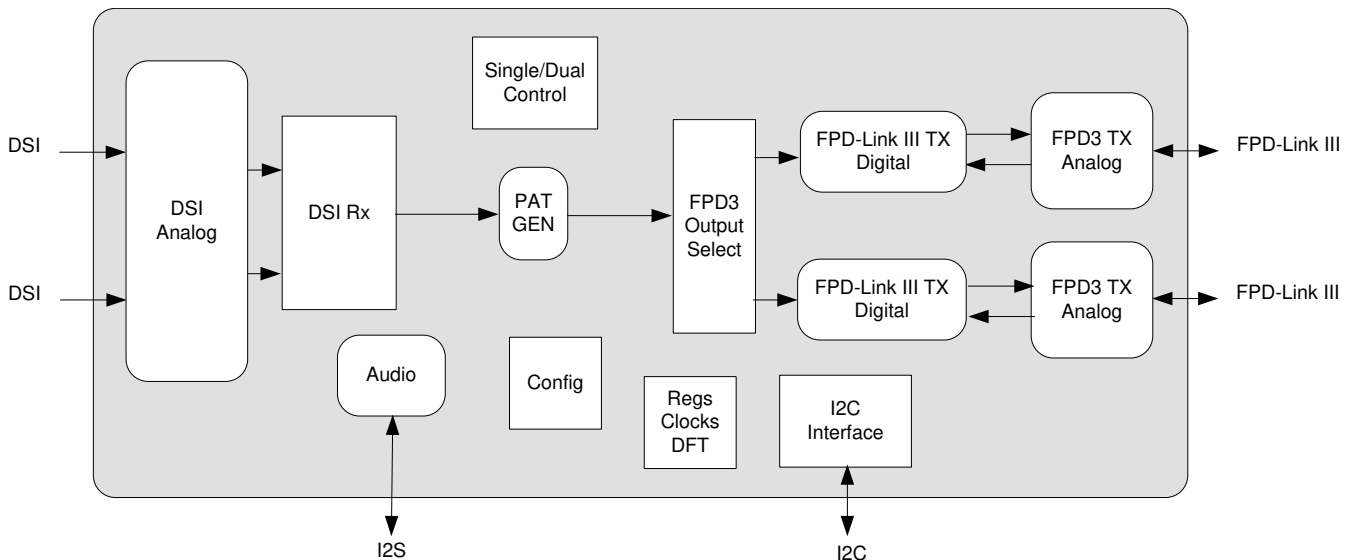 Single/Dual
Control
DSI
DSI
Analog
DSI Rx
PAT
GEN
FPD3
Output
Select
FPD-Link III TX
Digital
FPD3 TX
Analog
FPD-Link III
DSI
FPD-Link III TX
Digital
FPD3 TX
Analog
FPD-Link III
Audio
Config
Regs
Clocks
DFT
I2C
Interface
I2S
I2C